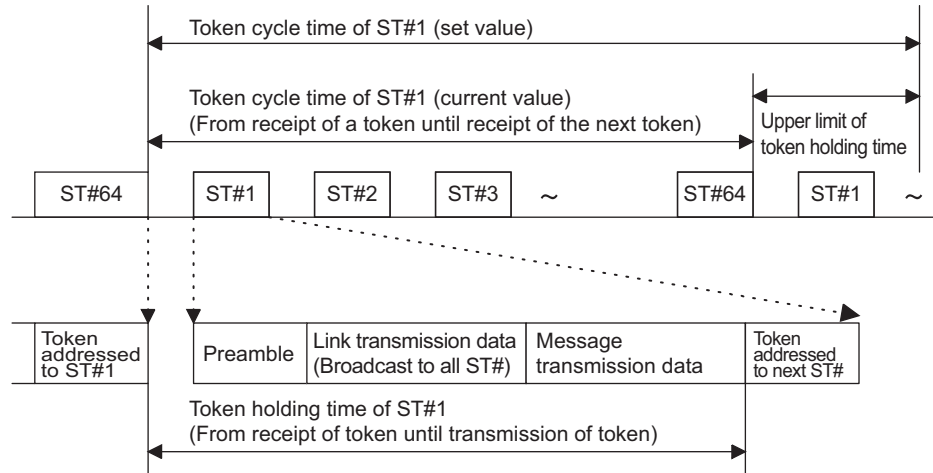 Token cycle time of ST#1 (set value)
Token cycle time of ST#1 (current value)
(From receipt of a token until receipt of the next token)
Upper limit of
token holding time
ST#64
ST#1
ST#2
ST#3
~
ST#64
ST#1
~
Token
addressed
to ST#1
Preamble
Link transmission data
(Broadcast to all ST#)
Message
transmission data
Token
addressed
to next ST#
Token holding time of ST#1
(From receipt of token until transmission of token)